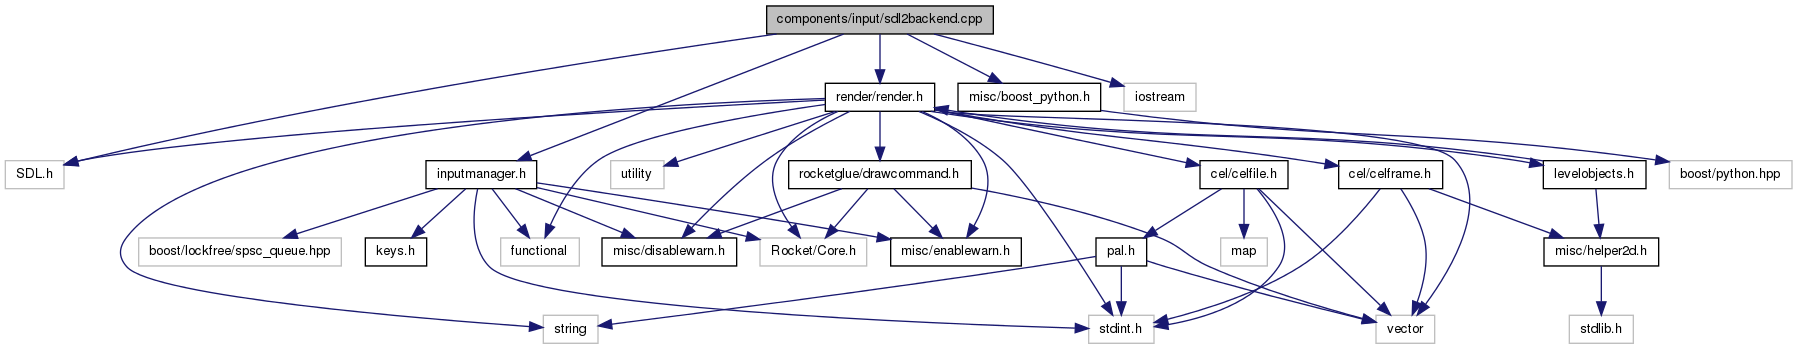 components/input/sdl2backend.cpp
render/render.h
misc/boost_python.h
iostream
SDL.h
inputmanager.h
utility
rocketglue/drawcommand.h
cel/celfile.h
cel/celframe.h
levelobjects.h
boost/python.hpp
boost/lockfree/spsc_queue.hpp
keys.h
functional
misc/disablewarn.h
Rocket/Core.h
misc/enablewarn.h
pal.h
map
misc/helper2d.h
string
stdint.h
vector
stdlib.h